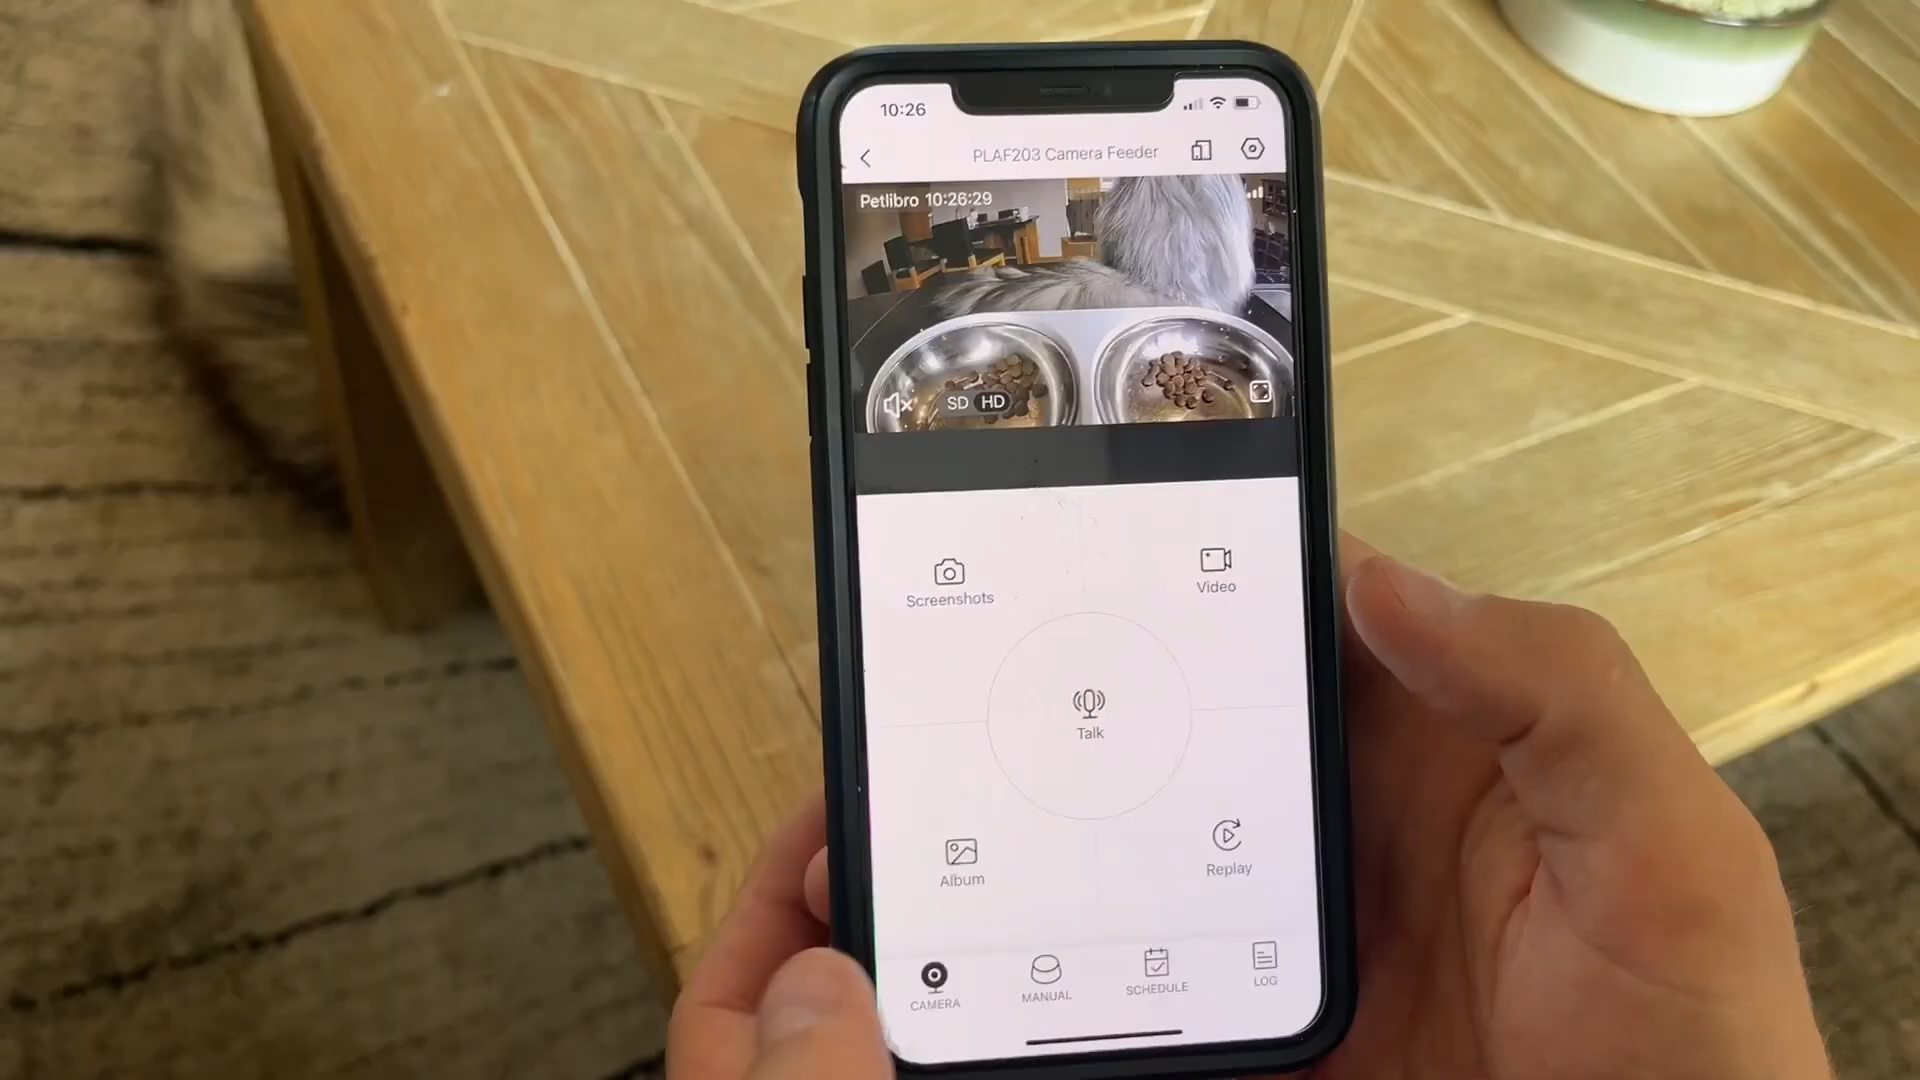 10:26
PLAF203 Camera Feeder
Petlibro 10:26:29
SD HD
Screenshots
Video
Talk
Album
Replay
CAMERA
MANUAL
SCHEDULE
LOG